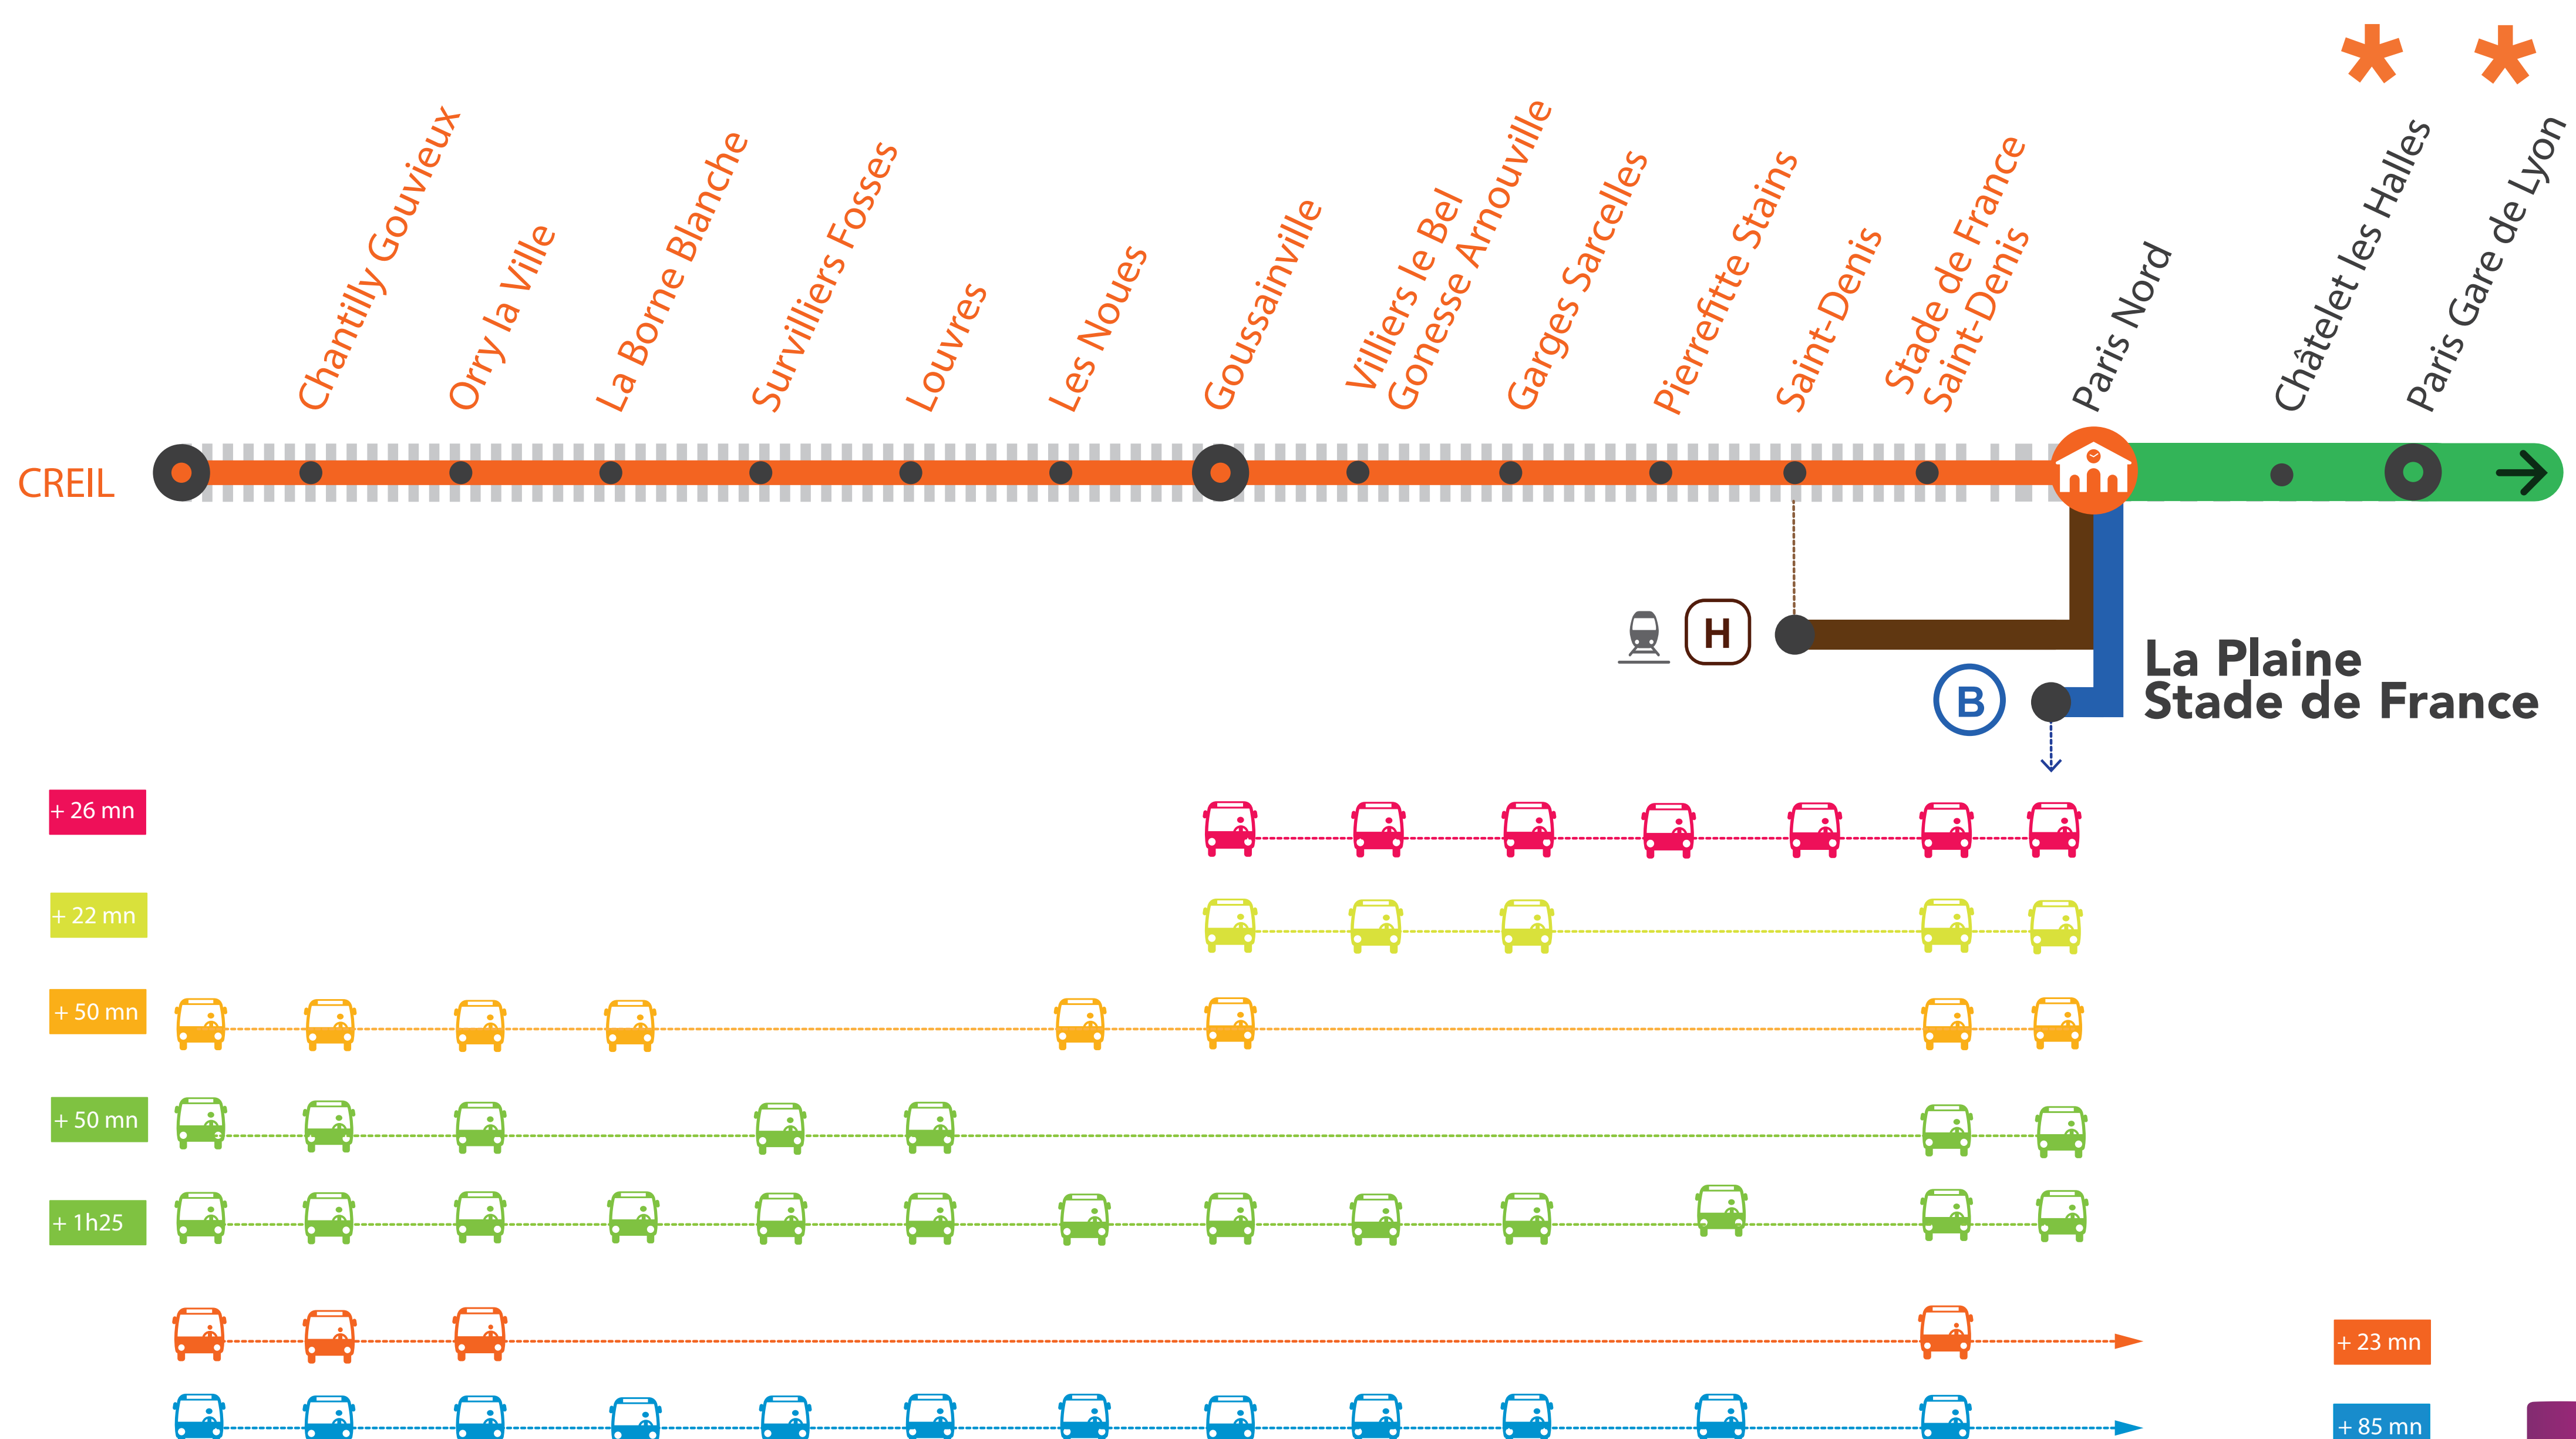 * *
Chantilly Gouvieux
Orry la Ville
La Borne Blanche
Survilliers Fosses
Louvres
Les Noues
Goussainville
Villiers le Bel
Gonesse Arnouville
Garges Sarcelles
Pierrefitte Stains
Saint-Denis
Stade de France
Saint-Denis
Paris Nord
Châtelet les Halles
Paris Gare de Lyon
CREIL
H
B
La Plaine
Stade de France
+ 26 mn
+ 22 mn
+ 50 mn
+ 50 mn
+ 1h25
+ 23 mn
+ 85 mn